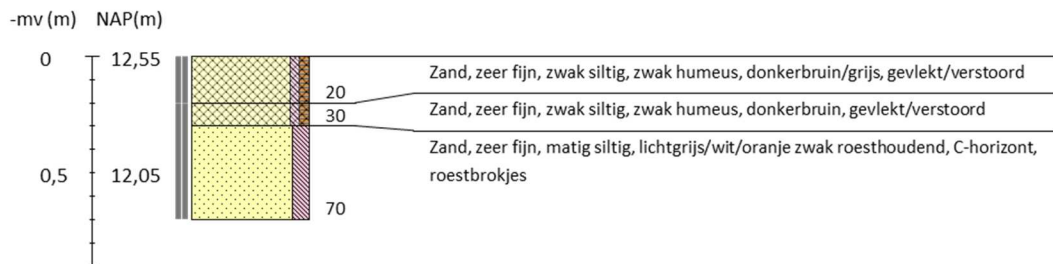 -mv (m) NAP(m)
0 12,55
Zand, zeer fijn, zwak siltig, zwak humeus, donkerbruin/grijs, gevlekt/verstoord
20
Zand, zeer fijn, zwak siltig, zwak humeus, donkerbruin, gevlekt/verstoord
30
Zand, zeer fijn, matig siltig, lichtgrijs/wit/oranje zwak roesthoudend, C-horizont,
roestbrokjes
0,5 12,05
70